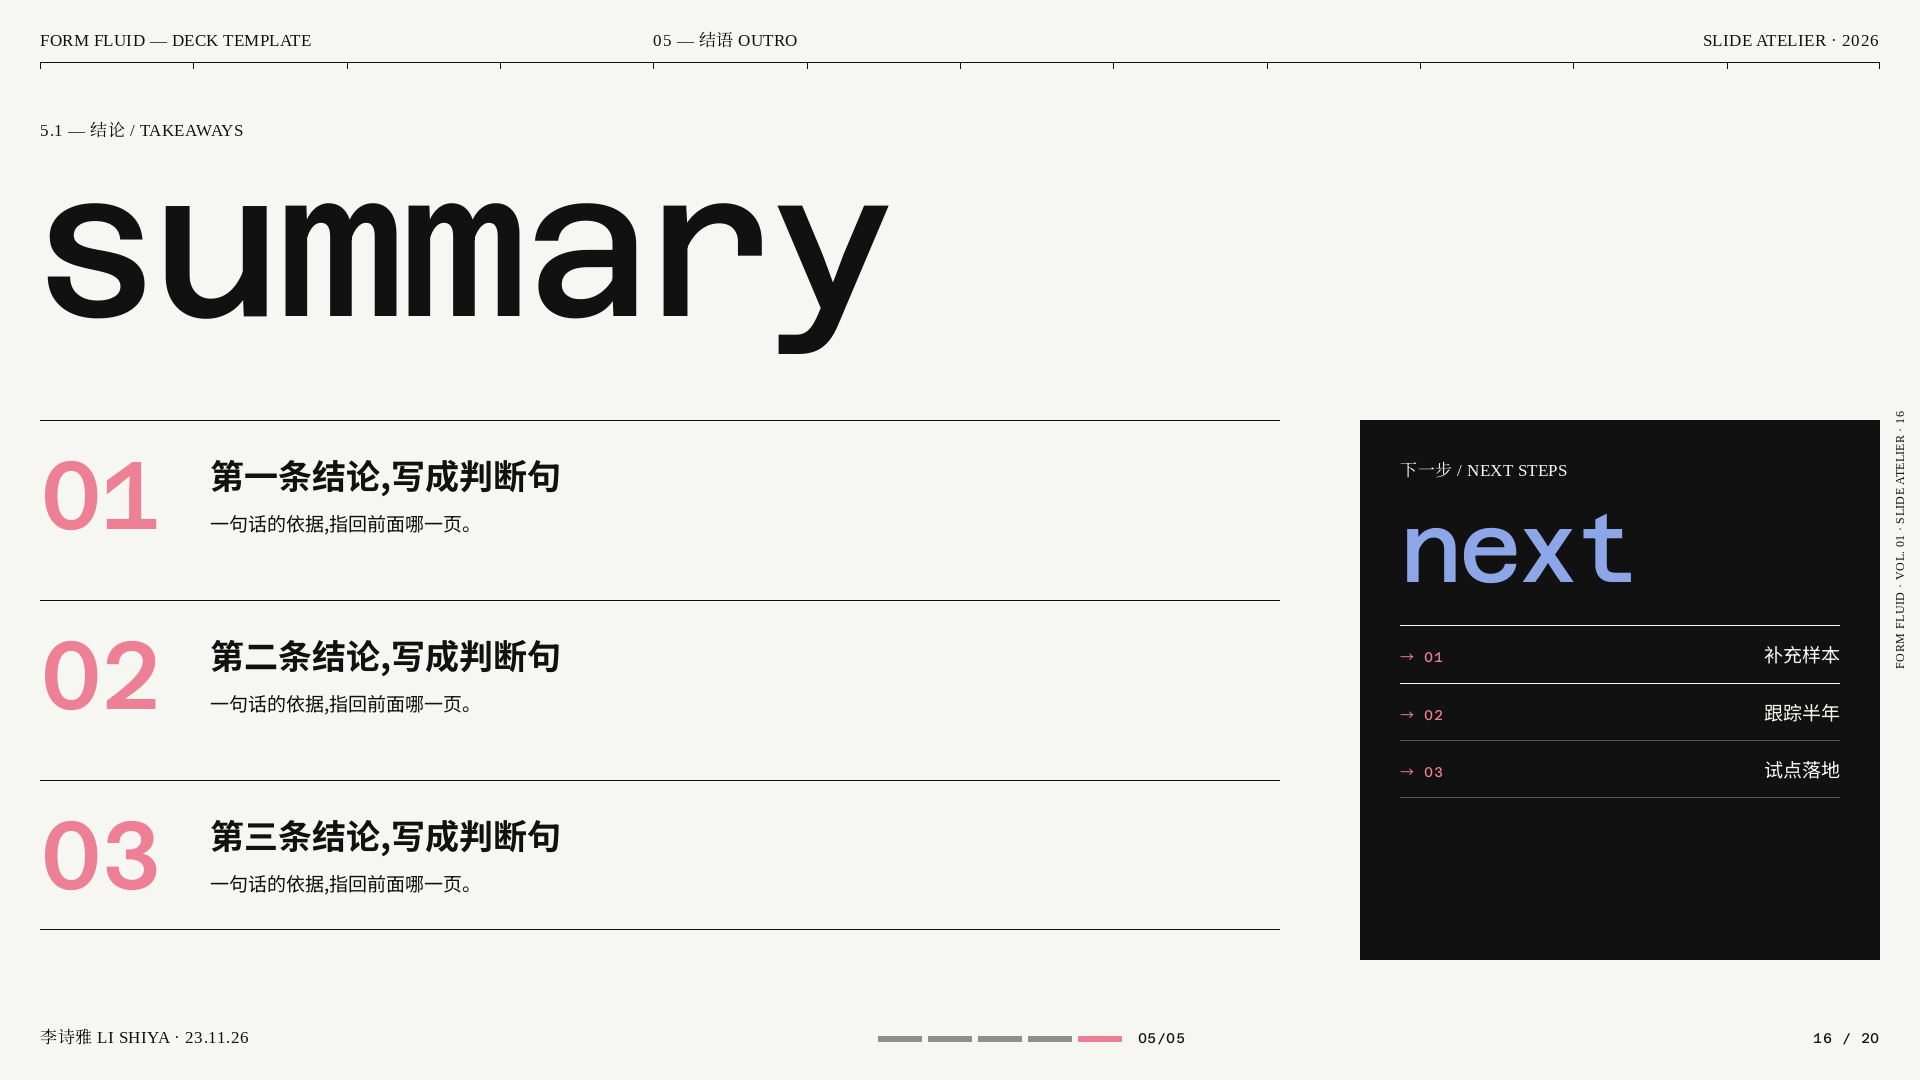 FORM FLUID — DECK TEMPLATE
05 — 结语 OUTRO
SLIDE ATELIER · 2026
5.1 — 结论 / TAKEAWAYS
summary
01
第一条结论,写成判断句
一句话的依据,指回前面哪一页。
02
第二条结论,写成判断句
一句话的依据,指回前面哪一页。
03
第三条结论,写成判断句
一句话的依据,指回前面哪一页。
下一步 / NEXT STEPS
next
→ 01 补充样本
→ 02 跟踪半年
→ 03 试点落地
FORM FLUID · VOL. 01 · SLIDE ATELIER · 16
李诗雅 LI SHIYA · 23.11.26
05/05
16 / 20